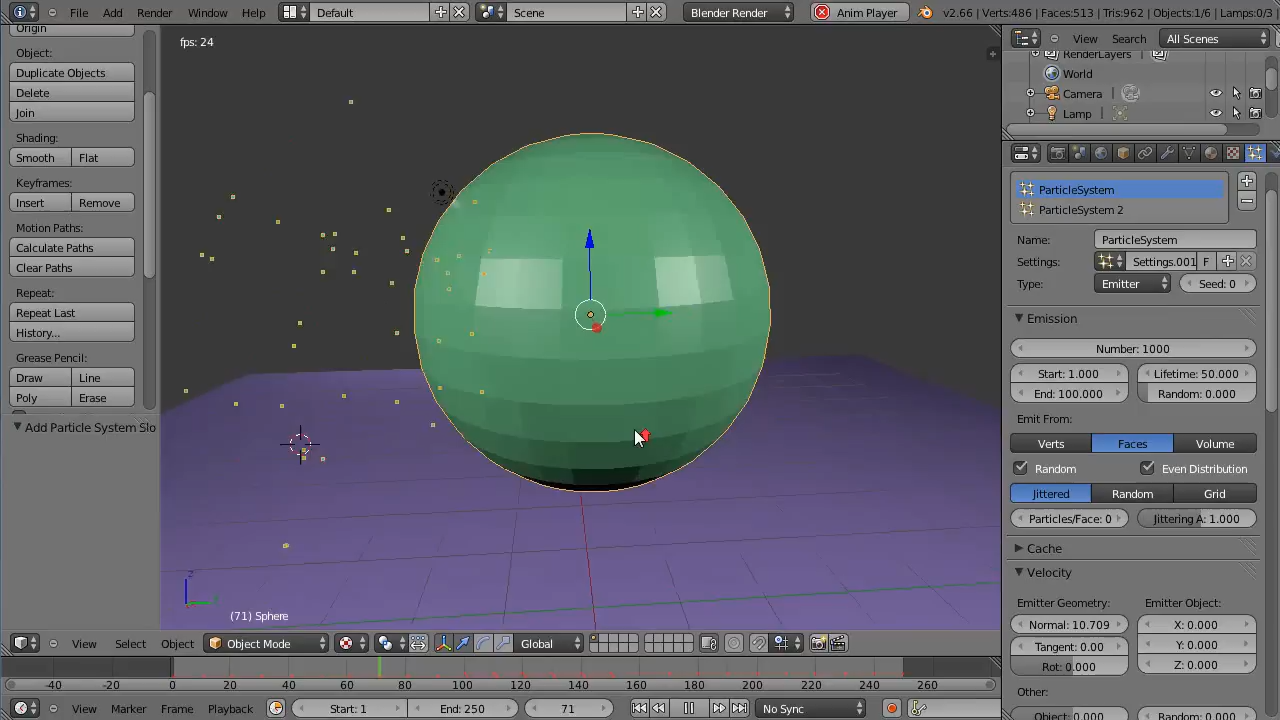 File Add Render Window Help Default Scene Blender Render Anim Player v2.66 | Verts:486 | Faces:513 | Tris:962 | Objects:1/6 | Lamps:0/3
Origin
Object:
Duplicate Objects
Delete
Join
Shading:
Smooth Flat
Keyframes:
Insert Remove
Motion Paths:
Calculate Paths
Clear Paths
Repeat:
Repeat Last
History...
Grease Pencil:
Draw Line
Poly Erase
Add Particle System Slo
fps: 24
(71) Sphere
View Select Object Object Mode Global
-40 -20 0 20 40 60 80 100 120 140 160 180 200 220 240 260
View Marker Frame Playback Start: 1 End: 250 71 No Sync
View Search All Scenes
RenderLayers
World
Camera
Lamp
ParticleSystem
ParticleSystem 2
Name: ParticleSystem
Settings: Settings.001 F
Type: Emitter Seed: 0
Emission
Number: 1000
Start: 1.000 Lifetime: 50.000
End: 100.000 Random: 0.000
Emit From:
Verts Faces Volume
Random Even Distribution
Jittered Random Grid
Particles/Face: 0 Jittering A: 1.000
Cache
Velocity
Emitter Geometry: Emitter Object:
Normal: 10.709 X: 0.000
Tangent: 0.00 Y: 0.000
Rot: 0.000 Z: 0.000
Other:
Object: 0.000 Random: 0.000